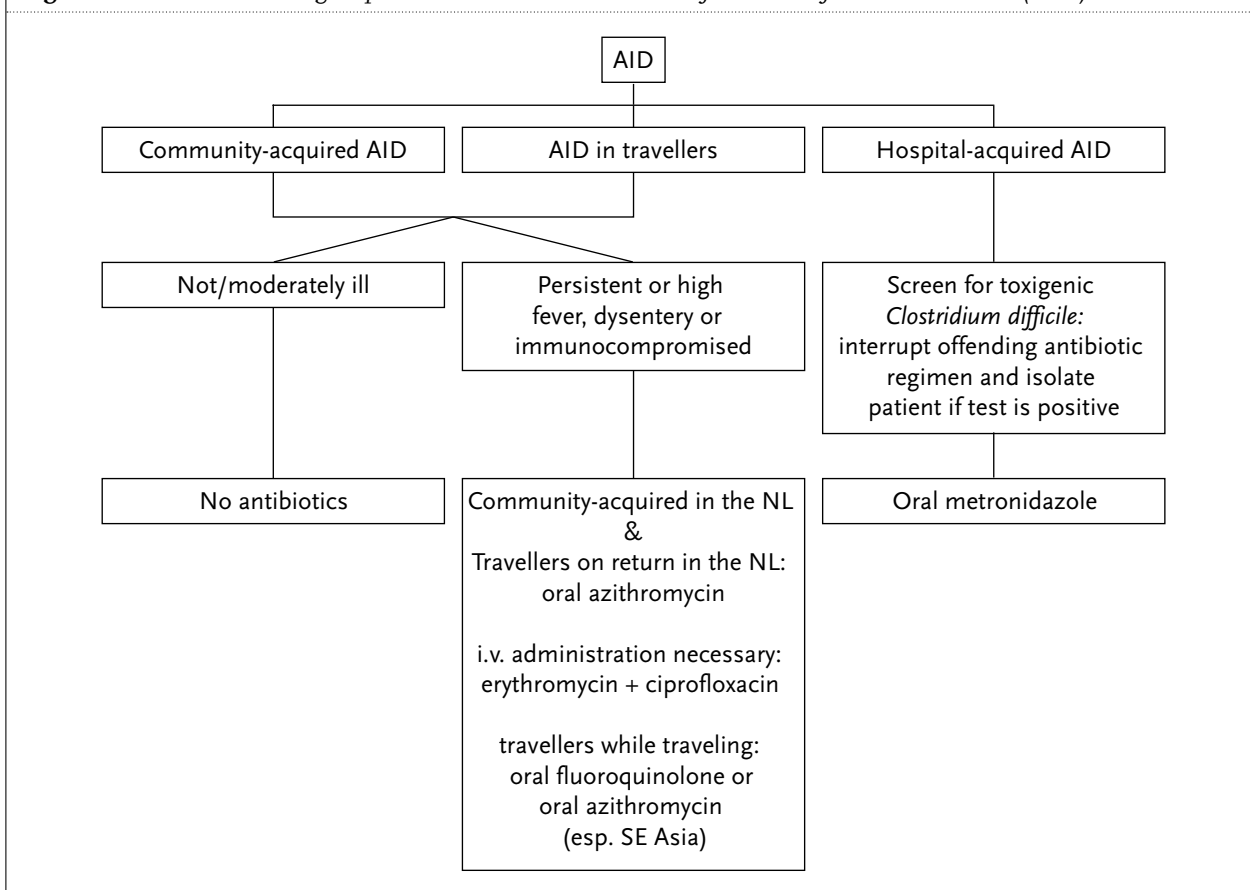 AID
Community-acquired AID
AID in travellers
Hospital-acquired AID
Not/moderately ill
Persistent or high
fever, dysentery or
immunocompromised
Screen for toxigenic
Clostridium difficile:
interrupt offending antibiotic
regimen and isolate
patient if test is positive
No antibiotics
Community-acquired in the NL
&
Travellers on return in the NL:
oral azithromycin
i.v. administration necessary:
erythromycin + ciprofloxacin
travellers while traveling:
oral fluoroquinolone or
oral azithromycin
(esp. SE Asia)
Oral metronidazole